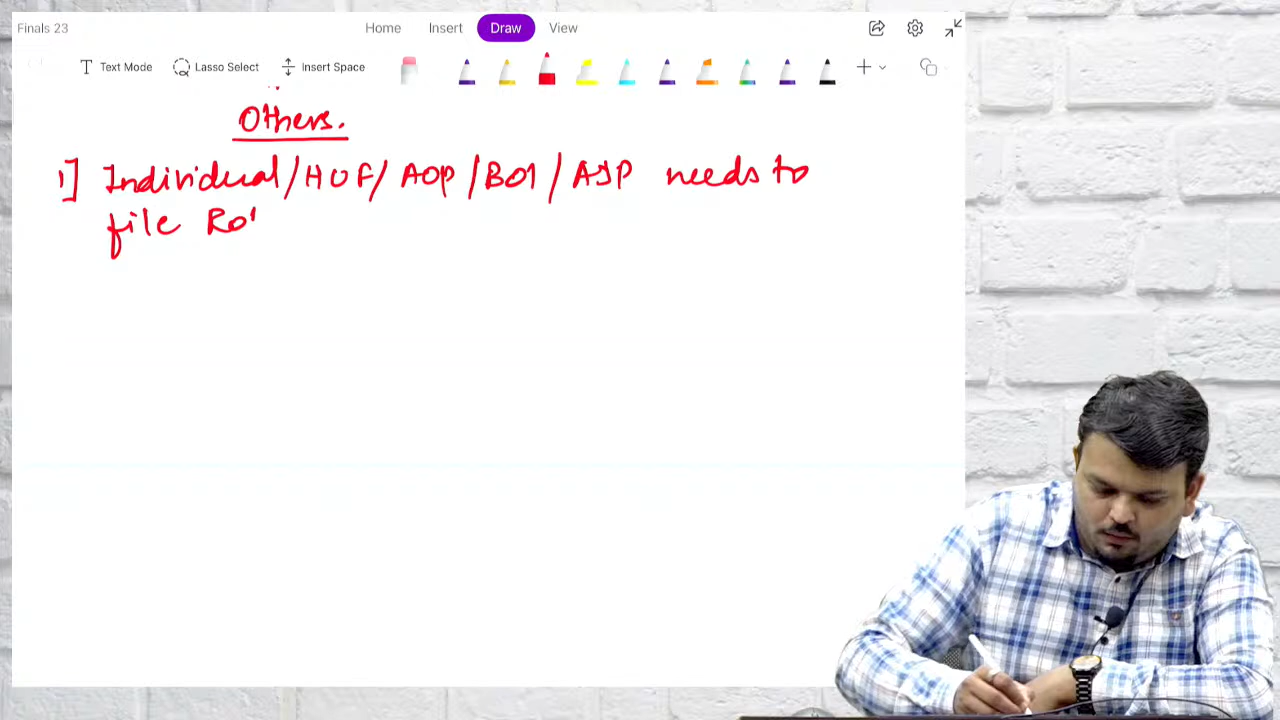 Finals 23
Home Insert Draw View
Text Mode Lasso Select Insert Space
Others.
1] Individual/HUF/AOP/BOI/AJP needs to
file RoI